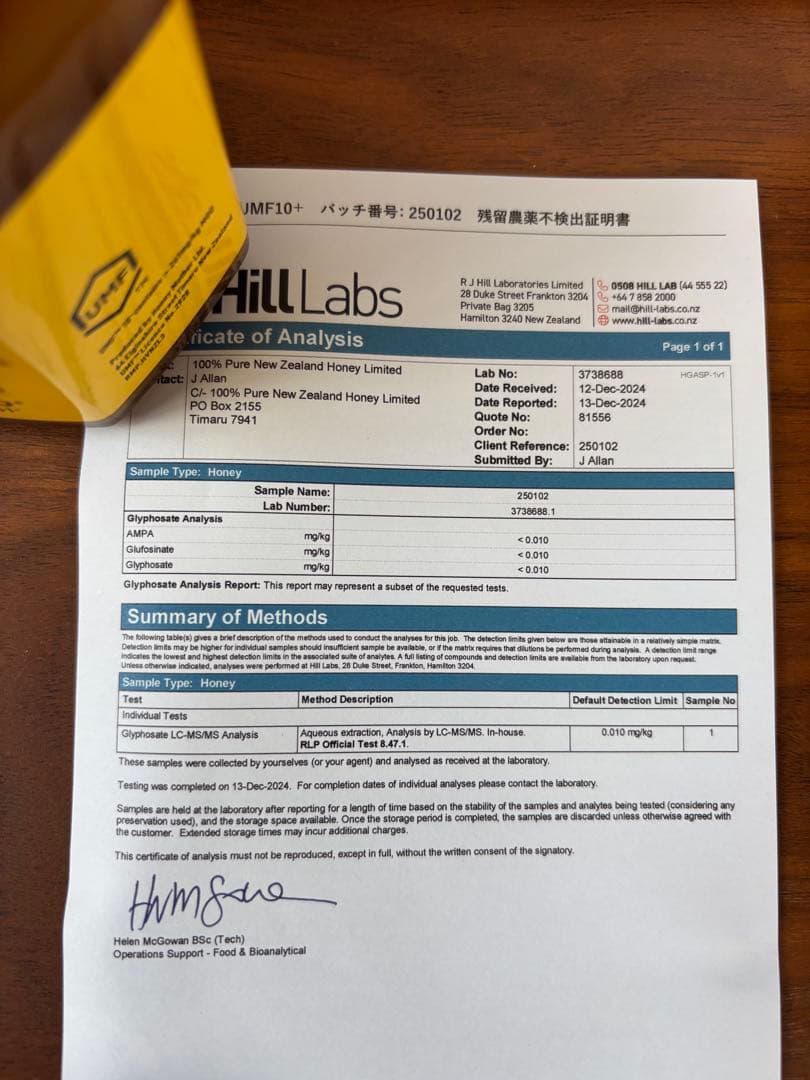 UMF10+ バッチ番号: 250102 残留農薬不検出証明書
Hill Labs
R J Hill Laboratories Limited
28 Duke Street Frankton 3204
Private Bag 3205
Hamilton 3240 New Zealand
0508 HILL LAB (44 555 22)
+64 7 858 2000
mail@hill-labs.co.nz
www.hill-labs.co.nz
ficate of Analysis
Page 1 of 1
100% Pure New Zealand Honey Limited
tact: J Allan
C/- 100% Pure New Zealand Honey Limited
PO Box 2155
Timaru 7941
Lab No: 3738688 HGASP-1v1
Date Received: 12-Dec-2024
Date Reported: 13-Dec-2024
Quote No: 81556
Order No:
Client Reference: 250102
Submitted By: J Allan
Sample Type: Honey
Sample Name: 250102
Lab Number: 3738688.1
Glyphosate Analysis
AMPA mg/kg < 0.010
Glufosinate mg/kg < 0.010
Glyphosate mg/kg < 0.010
Glyphosate Analysis Report: This report may represent a subset of the requested tests.
Summary of Methods
The following table(s) gives a brief description of the methods used to conduct the analyses for this job. The detection limits given below are those attainable in a relatively simple matrix.
Detection limits may be higher for individual samples should insufficient sample be available, or if the matrix requires that dilutions be performed during analysis. A detection limit range
indicates the lowest and highest detection limits in the associated suite of analytes. A full listing of compounds and detection limits are available from the laboratory upon request.
Unless otherwise indicated, analyses were performed at Hill Labs, 28 Duke Street, Frankton, Hamilton 3204.
Sample Type: Honey
Test Method Description Default Detection Limit Sample No
Individual Tests
Glyphosate LC-MS/MS Analysis Aqueous extraction, Analysis by LC-MS/MS. In-house. 0.010 mg/kg 1
RLP Official Test 8.47.1.
These samples were collected by yourselves (or your agent) and analysed as received at the laboratory.
Testing was completed on 13-Dec-2024. For completion dates of individual analyses please contact the laboratory.
Samples are held at the laboratory after reporting for a length of time based on the stability of the samples and analytes being tested (considering any
preservation used), and the storage space available. Once the storage period is completed, the samples are discarded unless otherwise agreed with
the customer. Extended storage times may incur additional charges.
This certificate of analysis must not be reproduced, except in full, without the written consent of the signatory.
Helen McGowan BSc (Tech)
Operations Support - Food & Bioanalytical
UMF